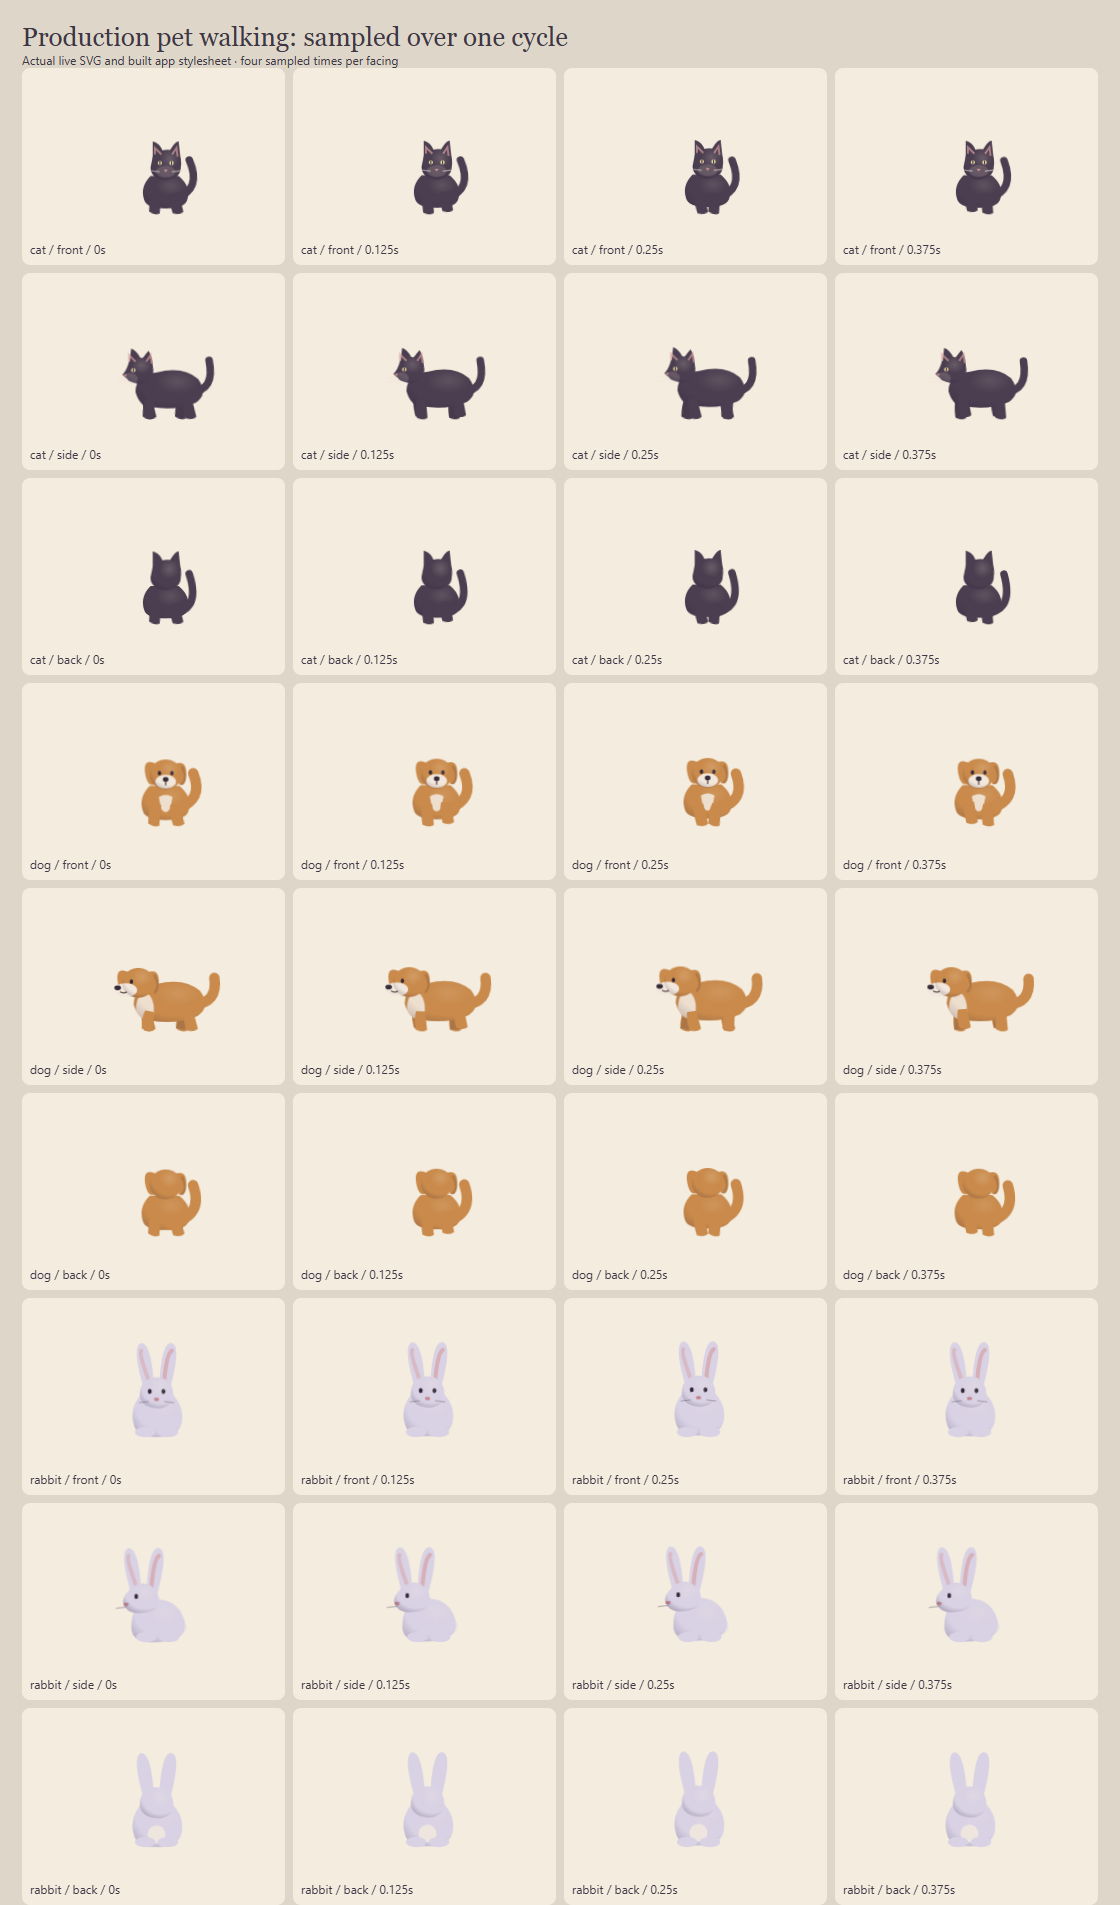 Production pet walking: sampled over one cycle
Actual live SVG and built app stylesheet · four sampled times per facing
cat / front / 0s
cat / front / 0.125s
cat / front / 0.25s
cat / front / 0.375s
cat / side / 0s
cat / side / 0.125s
cat / side / 0.25s
cat / side / 0.375s
cat / back / 0s
cat / back / 0.125s
cat / back / 0.25s
cat / back / 0.375s
dog / front / 0s
dog / front / 0.125s
dog / front / 0.25s
dog / front / 0.375s
dog / side / 0s
dog / side / 0.125s
dog / side / 0.25s
dog / side / 0.375s
dog / back / 0s
dog / back / 0.125s
dog / back / 0.25s
dog / back / 0.375s
rabbit / front / 0s
rabbit / front / 0.125s
rabbit / front / 0.25s
rabbit / front / 0.375s
rabbit / side / 0s
rabbit / side / 0.125s
rabbit / side / 0.25s
rabbit / side / 0.375s
rabbit / back / 0s
rabbit / back / 0.125s
rabbit / back / 0.25s
rabbit / back / 0.375s